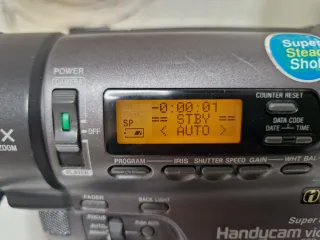 Super
Stead
Shot
POWER
CAMERA
OFF
PLAYER
X
ZOOM
-0:00:01
== STBY ==
SP
< AUTO >
COUNTER RESET
DATA CODE
DATE TIME
PROGRAM
IRIS
SHUTTER SPEED
GAIN
WHT BAL
FADER
BACK LIGHT
Super
Handycam vid